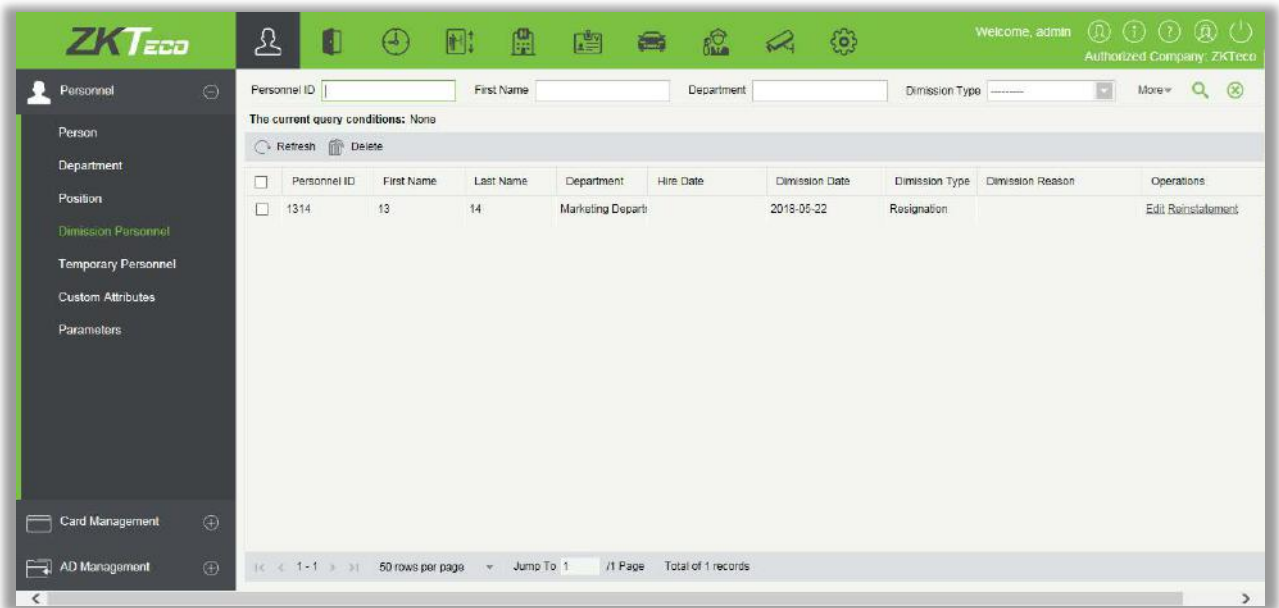 ZKTECO
Welcome, admin
Authorized Company: ZKTeco
Personnel
Person
Department
Position
Dimission Personnel
Temporary Personnel
Custom Attributes
Parameters
Card Management
AD Management
Personnel ID First Name Department Dimission Type --------- More
The current query conditions: None
Refresh Delete
Personnel ID First Name Last Name Department Hire Date Dimission Date Dimission Type Dimission Reason Operations
1314 13 14 Marketing Departm 2018-05-22 Resignation Edit Reinstatement
1-1 50 rows per page Jump To 1 /1 Page Total of 1 records